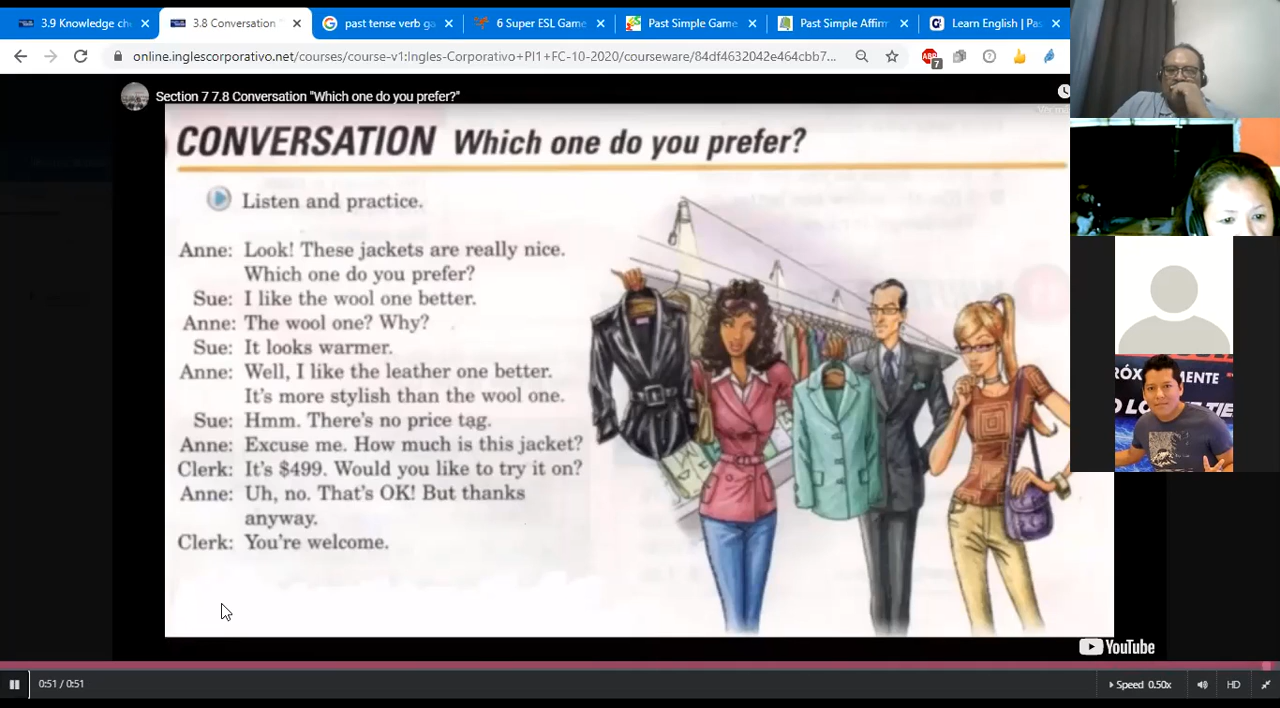 3.9 Knowledge ch
3.8 Conversation
past tense verb ga
6 Super ESL Game
Past Simple Game
Past Simple Affir
Learn English | Pas
online.inglescorporativo.net/courses/course-v1:Ingles-Corporativo+PI1+FC-10-2020/courseware/84df4632042e464cbb7...
ABP
7
Section 7 7.8 Conversation "Which one do you prefer?"
CONVERSATION Which one do you prefer?
Listen and practice.
Anne: Look! These jackets are really nice.
Which one do you prefer?
Sue: I like the wool one better.
Anne: The wool one? Why?
Sue: It looks warmer.
Anne: Well, I like the leather one better.
It's more stylish than the wool one.
Sue: Hmm. There's no price tag.
Anne: Excuse me. How much is this jacket?
Clerk: It's $499. Would you like to try it on?
Anne: Uh, no. That's OK! But thanks
anyway.
Clerk: You're welcome.
YouTube
0:51 / 0:51
Speed 0.50x
HD